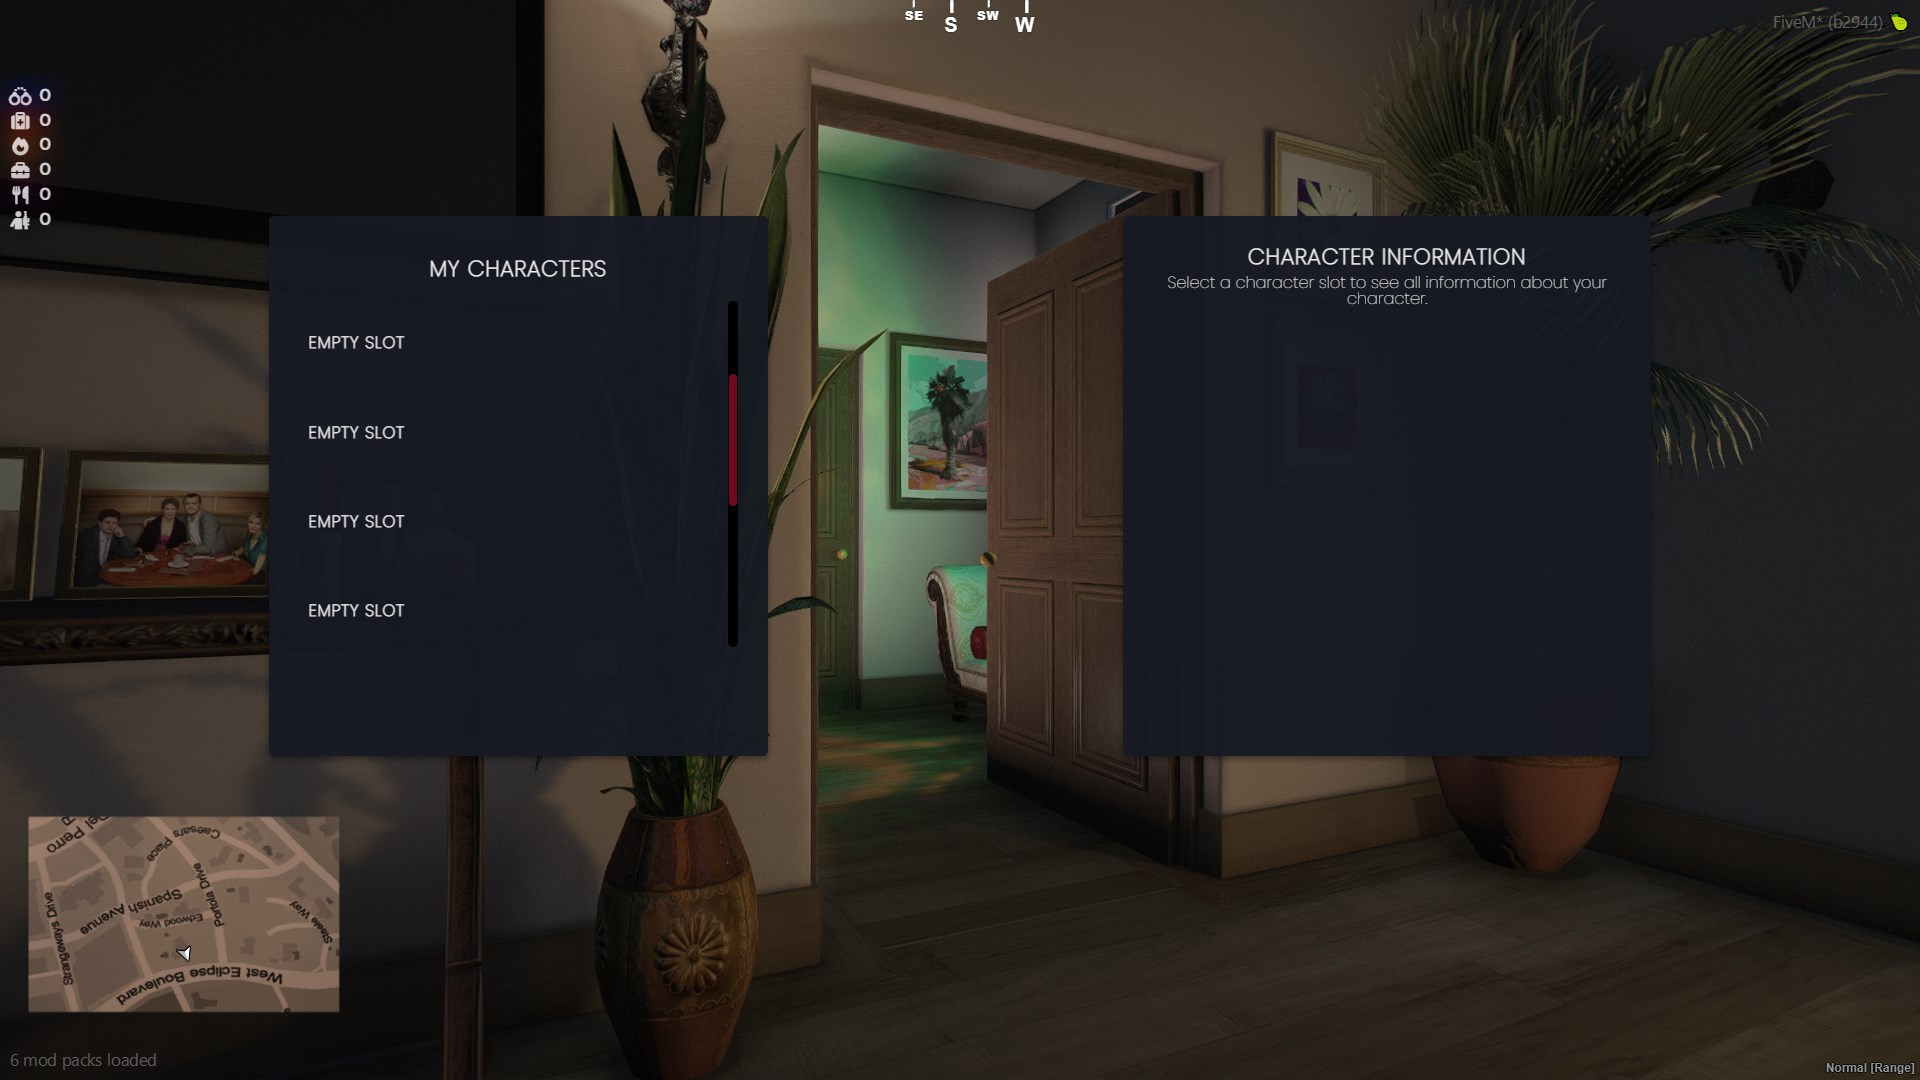 SE
S
SW
W
FiveM* (b2944)
0
0
0
0
0
0
MY CHARACTERS
EMPTY SLOT
EMPTY SLOT
EMPTY SLOT
EMPTY SLOT
CHARACTER INFORMATION
Select a character slot to see all information about your
character.
Del Perro
Caesars
Place
Spanish Avenue
Portola Drive
Edwood Way
Strangeways Drive
Steele Way
West Eclipse Boulevard
6 mod packs loaded
Normal [Range]